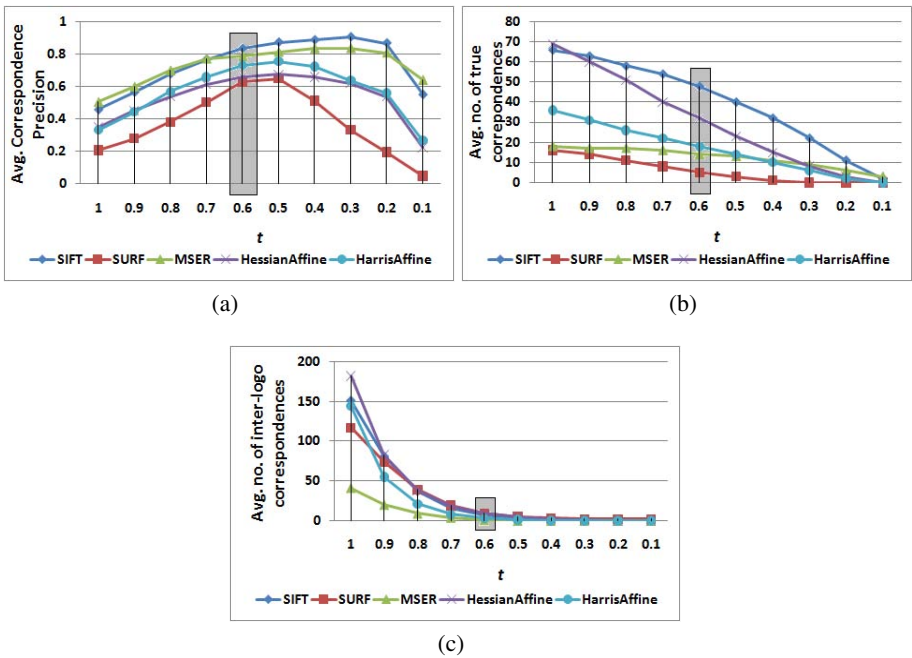 Avg. Correspondence
Precision
1
0.8
0.6
0.4
0.2
0
1 0.9 0.8 0.7 0.6 0.5 0.4 0.3 0.2 0.1
t
SIFT SURF MSER HessianAffine HarrisAffine
(a)
Avg. no. of true
correpondences
80
70
60
50
40
30
20
10
0
1 0.9 0.8 0.7 0.6 0.5 0.4 0.3 0.2 0.1
t
SIFT SURF MSER HessianAffine HarrisAffine
(b)
Avg. no. of inter-logo
correspondences
200
150
100
50
0
1 0.9 0.8 0.7 0.6 0.5 0.4 0.3 0.2 0.1
t
SIFT SURF MSER HessianAffine HarrisAffine
(c)